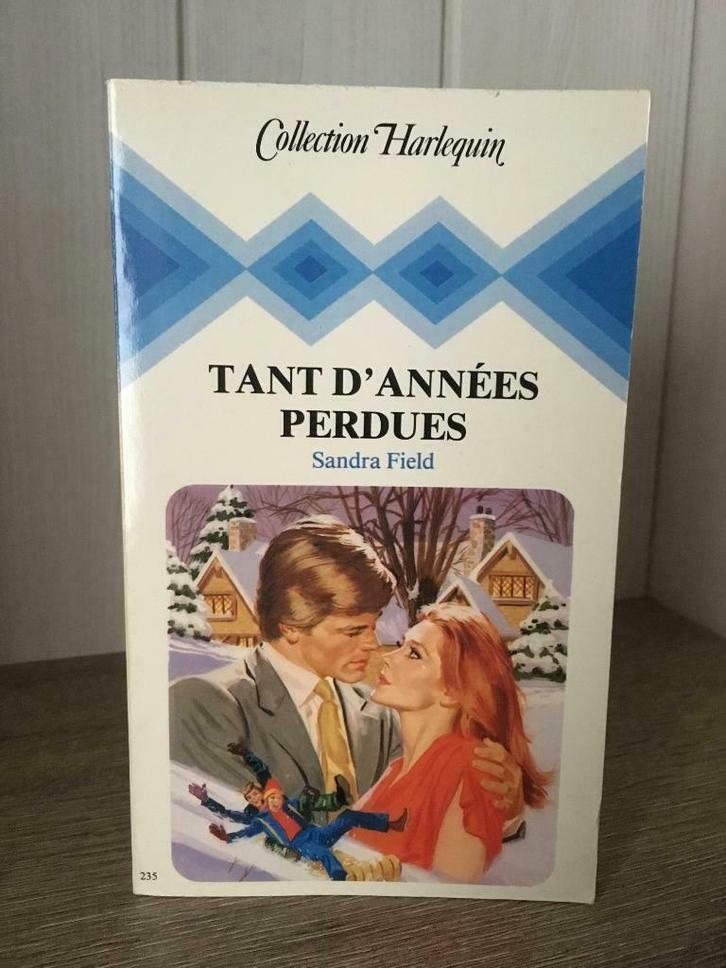 Collection Harlequin
TANT D'ANNÉES
PERDUES
Sandra Field
235